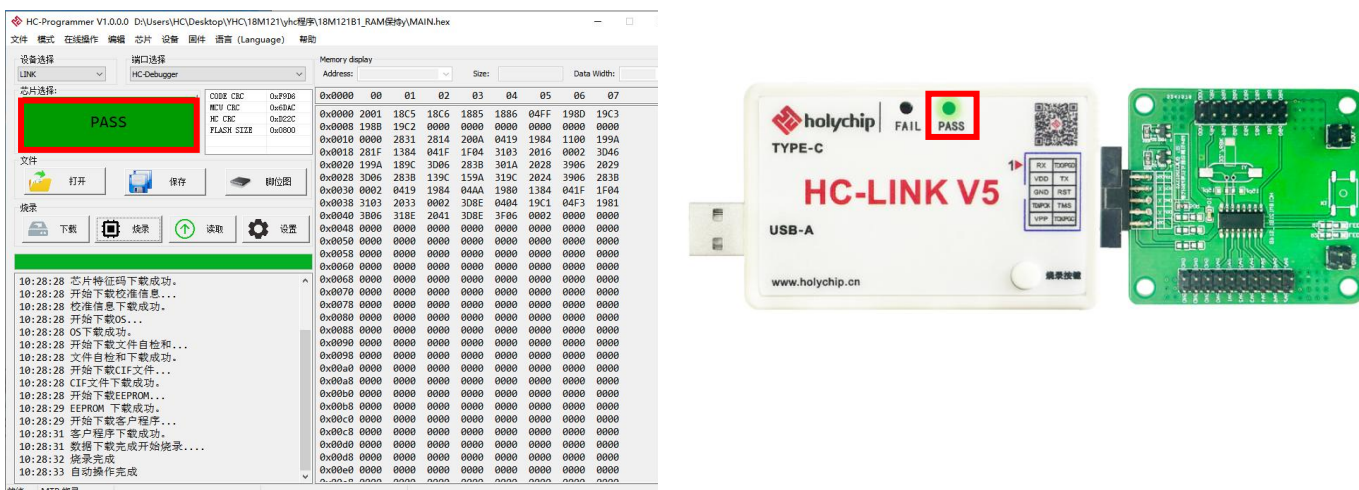 HC-Programmer V1.0.0.0 D:\Users\HC\Desktop\YHC\18M121\yhc程序\18M121B1_RAM保持y\MAIN.hex
文件 模式 在线操作 编辑 芯片 设备 固件 语言 (Language) 帮助
设备选择 端口选择
LINK HC-Debugger
芯片选择:
PASS
CODE CRC 0xF9D6
MCU CRC 0x6DAC
HC CRC 0xD22C
FLASH SIZE 0x0800
文件
打开 保存 脚位图
烧录
下载 烧录 读取 设置
10:28:28 芯片特征码下载成功.
10:28:28 开始下载校准信息...
10:28:28 校准信息下载成功.
10:28:28 开始下载OS...
10:28:28 OS下载成功.
10:28:28 开始下载文件自检和...
10:28:28 文件自检和下载成功.
10:28:28 开始下载CIF文件...
10:28:28 CIF文件下载成功.
10:28:28 开始下载EEPROM...
10:28:29 EEPROM 下载成功.
10:28:29 开始下载客户程序...
10:28:31 客户程序下载成功.
10:28:31 数据下载完成开始烧录....
10:28:32 烧录完成
10:28:33 自动操作完成
Memory display
Address: Size: Data Width:
0x0000 00 01 02 03 04 05 06 07
0x0000 2001 18C5 18C6 1885 1886 04FF 198D 19C3
0x0008 198B 19C2 0000 0000 0000 0000 0000 0000
0x0010 0000 2831 2814 200A 0419 1984 1100 199A
0x0018 281F 1384 041F 1F04 3103 2016 0002 3D46
0x0020 199A 189C 3D06 283B 301A 2028 3906 2029
0x0028 3D06 283B 139C 159A 319C 2024 3906 283B
0x0030 0002 0419 1984 04AA 1980 1384 041F 1F04
0x0038 3103 2033 0002 3D8E 0404 19C1 04F3 1981
0x0040 3B06 318E 2041 3D8E 3F06 0002 0000 0000
0x0048 0000 0000 0000 0000 0000 0000 0000 0000
0x0050 0000 0000 0000 0000 0000 0000 0000 0000
0x0058 0000 0000 0000 0000 0000 0000 0000 0000
0x0060 0000 0000 0000 0000 0000 0000 0000 0000
0x0068 0000 0000 0000 0000 0000 0000 0000 0000
0x0070 0000 0000 0000 0000 0000 0000 0000 0000
0x0078 0000 0000 0000 0000 0000 0000 0000 0000
0x0080 0000 0000 0000 0000 0000 0000 0000 0000
0x0088 0000 0000 0000 0000 0000 0000 0000 0000
0x0090 0000 0000 0000 0000 0000 0000 0000 0000
0x0098 0000 0000 0000 0000 0000 0000 0000 0000
0x00a0 0000 0000 0000 0000 0000 0000 0000 0000
0x00a8 0000 0000 0000 0000 0000 0000 0000 0000
0x00b0 0000 0000 0000 0000 0000 0000 0000 0000
0x00b8 0000 0000 0000 0000 0000 0000 0000 0000
0x00c0 0000 0000 0000 0000 0000 0000 0000 0000
0x00c8 0000 0000 0000 0000 0000 0000 0000 0000
0x00d0 0000 0000 0000 0000 0000 0000 0000 0000
0x00d8 0000 0000 0000 0000 0000 0000 0000 0000
0x00e0 0000 0000 0000 0000 0000 0000 0000 0000
holychip FAIL PASS
TYPE-C
HC-LINK V5
USB-A
www.holychip.cn
烧录按键
1
RX
VDD TX
GND RST
TMS
VPP